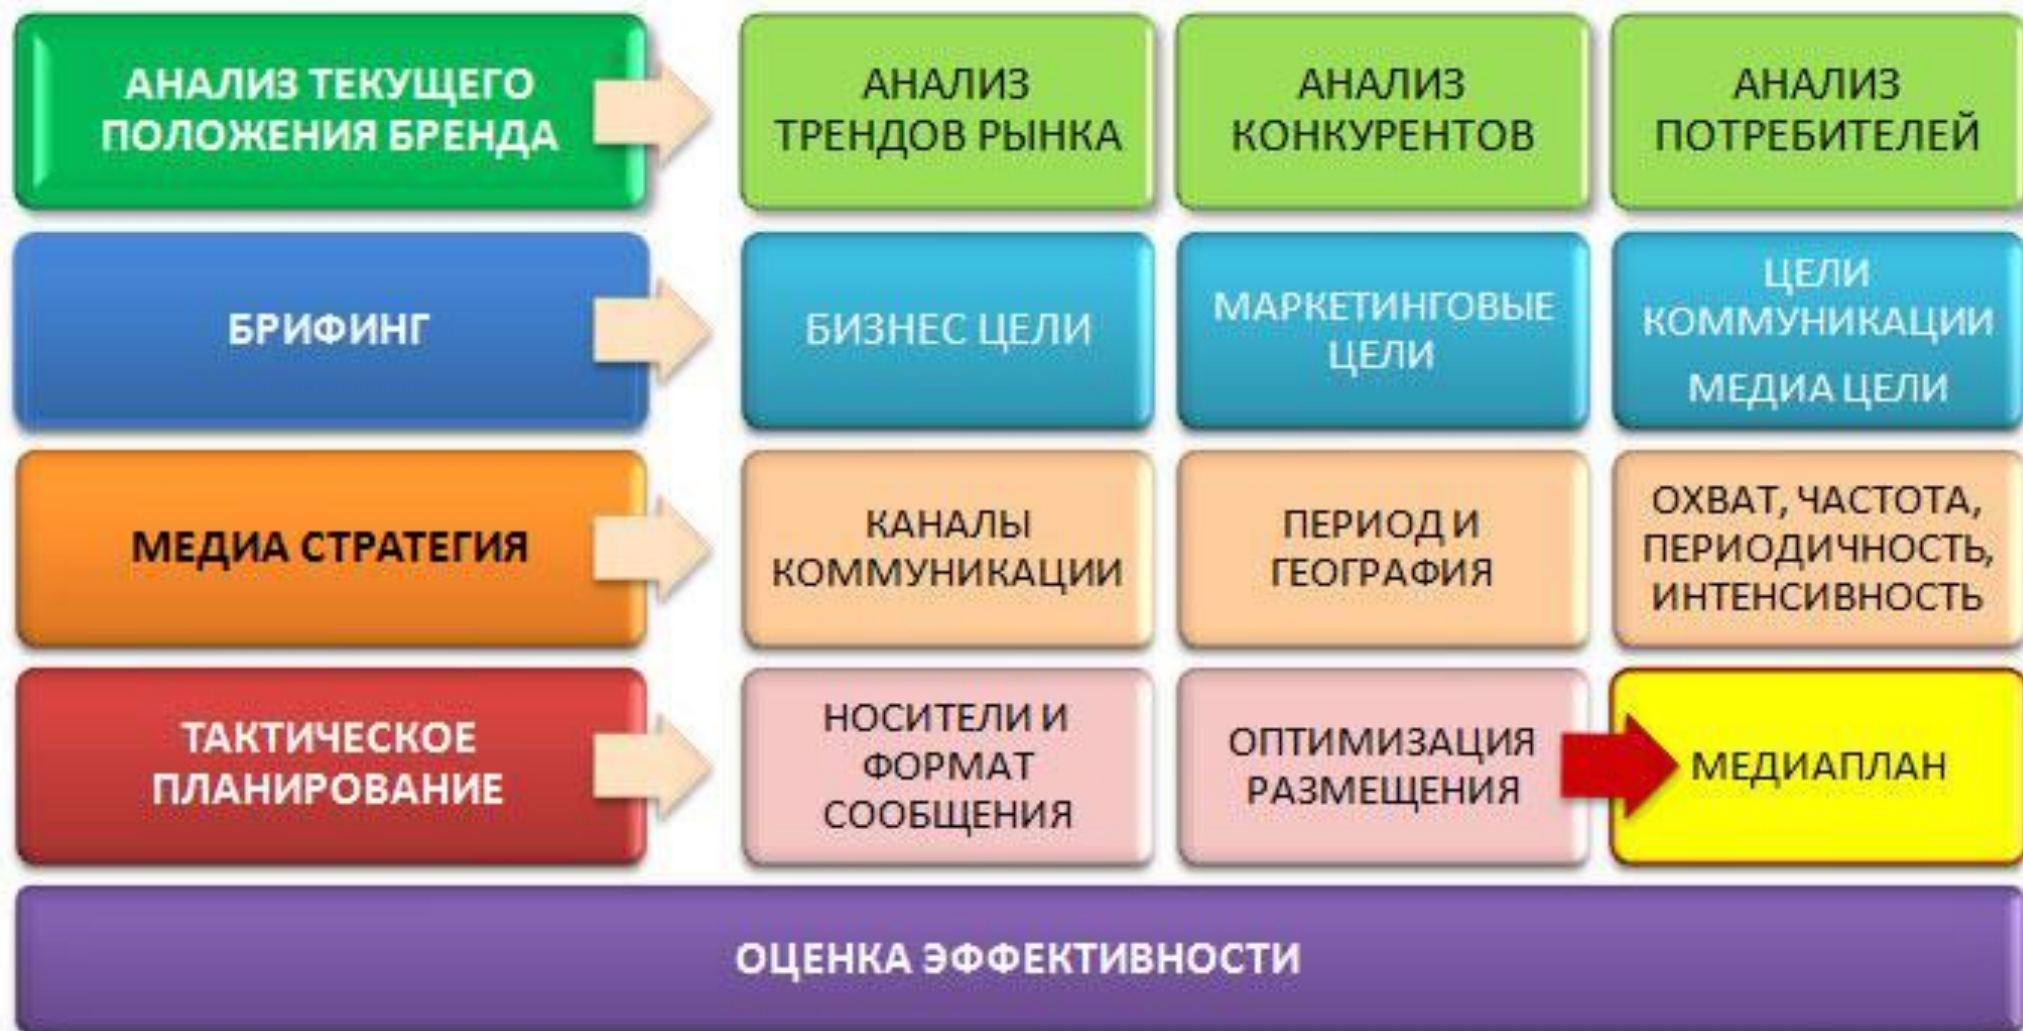 АНАЛИЗ ТЕКУЩЕГО
ПОЛОЖЕНИЯ БРЕНДА
АНАЛИЗ
ТРЕНДОВ РЫНКА
АНАЛИЗ
КОНКУРЕНТОВ
АНАЛИЗ
ПОТРЕБИТЕЛЕЙ
БРИФИНГ
БИЗНЕС ЦЕЛИ
МАРКЕТИНГОВЫЕ
ЦЕЛИ
ЦЕЛИ
КОММУНИКАЦИИ
МЕДИА ЦЕЛИ
МЕДИА СТРАТЕГИЯ
КАНАЛЫ
КОММУНИКАЦИИ
ПЕРИОД И
ГЕОГРАФИЯ
ОХВАТ, ЧАСТОТА,
ПЕРИОДИЧНОСТЬ,
ИНТЕНСИВНОСТЬ
ТАКТИЧЕСКОЕ
ПЛАНИРОВАНИЕ
НОСИТЕЛИ И
ФОРМАТ
СООБЩЕНИЯ
ОПТИМИЗАЦИЯ
РАЗМЕЩЕНИЯ
МЕДИАПЛАН
ОЦЕНКА ЭФФЕКТИВНОСТИ